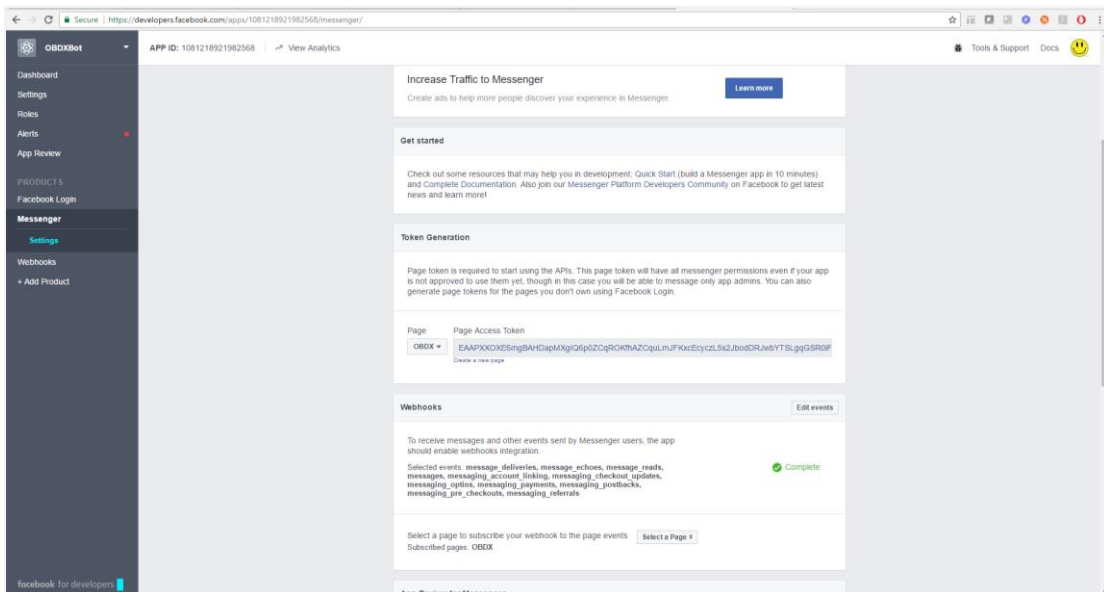 Secure | https://developers.facebook.com/apps/1081218921982568/messenger/
OBDXBot
APP ID: 1081218921982568
View Analytics
Tools & Support
Docs
Dashboard
Settings
Roles
Alerts
App Review
PRODUCTS
Facebook Login
Messenger
Settings
Webhooks
+ Add Product
facebook for developers
Increase Traffic to Messenger
Create ads to help more people discover your experience in Messenger
Learn more
Get started
Check out some resources that may help you in development: Quick Start (build a Messenger app in 10 minutes)
and Complete Documentation. Also join our Messenger Platform Developers Community on Facebook to get latest
news and learn more!
Token Generation
Page token is required to start using the APIs. This page token will have all messenger permissions even if your app
is not approved to use them yet, though in this case you will be able to message only app admins. You can also
generate page tokens for the pages you don't own using Facebook Login.
Page
Page Access Token
OBDX
Create a new page
Webhooks
Edit events
To receive messages and other events sent by Messenger users, the app
should enable webhooks integration.
Selected events: message_deliveries, message_echoes, message_reads,
messages, messaging_account_linking, messaging_checkout_updates,
messaging_optins, messaging_payments, messaging_postbacks,
messaging_pre_checkouts, messaging_referrals
Complete
Select a page to subscribe your webhook to the page events
Select a Page
Subscribed pages: OBDX